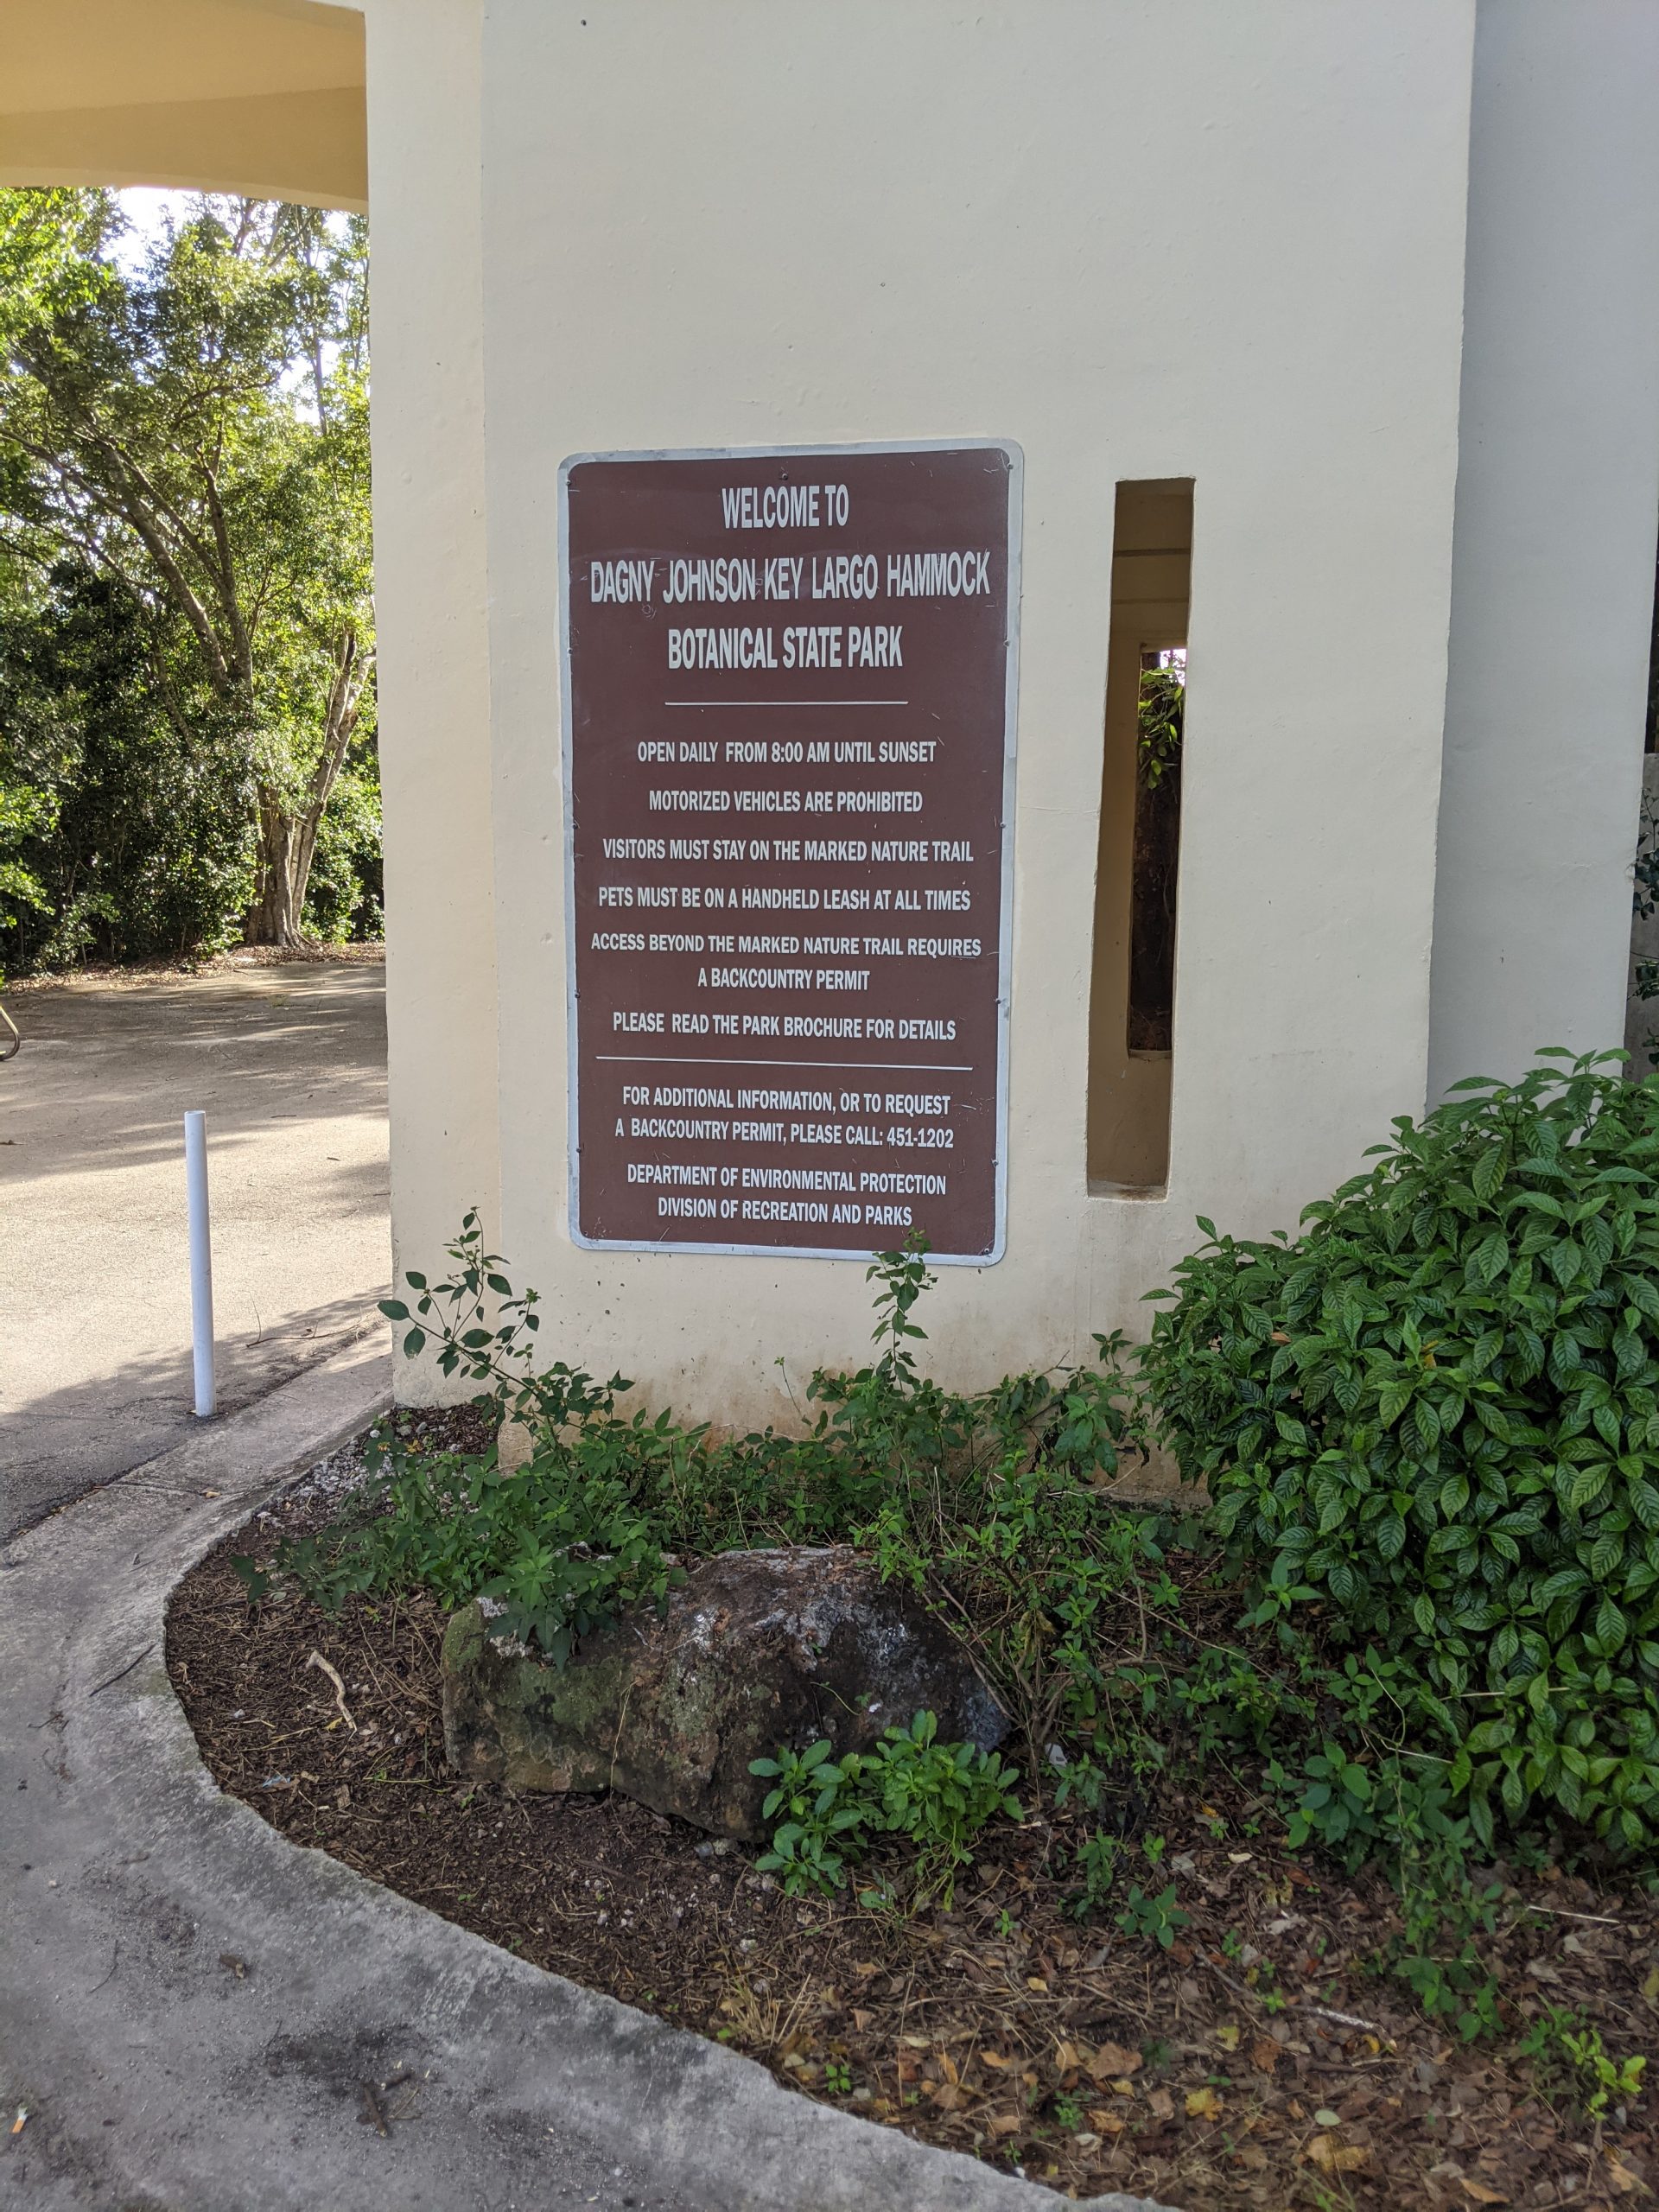 WELCOME TO
DAGNY JOHNSON KEY LARGO HAMMOCK
BOTANICAL STATE PARK
OPEN DAILY FROM 8:00 AM UNTIL SUNSET
MOTORIZED VEHICLES ARE PROHIBITED
VISITORS MUST STAY ON THE MARKED NATURE TRAIL
PETS MUST BE ON A HANDHELD LEASH AT ALL TIMES
ACCESS BEYOND THE MARKED NATURE TRAIL REQUIRES
A BACKCOUNTRY PERMIT
PLEASE READ THE PARK BROCHURE FOR DETAILS
FOR ADDITIONAL INFORMATION, OR TO REQUEST
A BACKCOUNTRY PERMIT, PLEASE CALL: 451-1202
DEPARTMENT OF ENVIRONMENTAL PROTECTION
DIVISION OF RECREATION AND PARKS